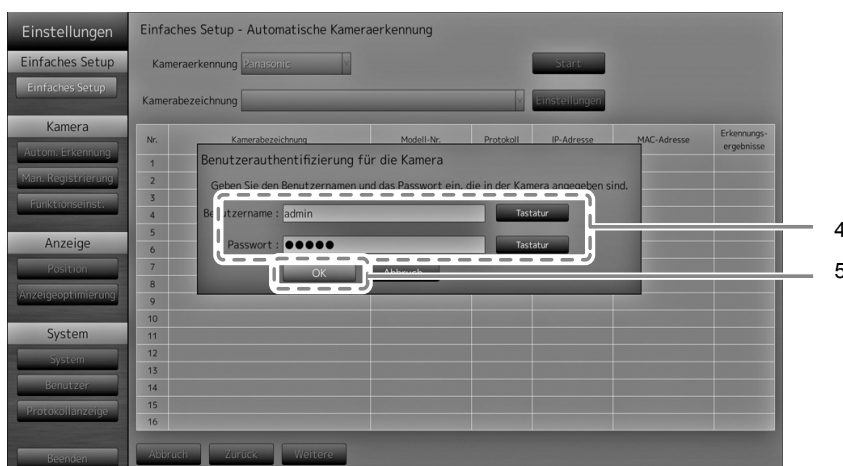 Einstellungen
Einfaches Setup
Einfaches Setup
Kamera
Autom. Erkennung
Man. Registrierung
Funktionseinst.
Anzeige
Position
Anzeigeoptimierung
System
System
Benutzer
Protokollanzeige
Beenden
Einfaches Setup - Automatische Kameraerkennung
Kameraerkennung Panasonic Start
Kamerabezeichnung Einstellungen
Nr. Kamerabezeichnung Modell-Nr. Protokoll IP-Adresse MAC-Adresse Erkennungs-
ergebnisse
1
2
3
4
5
6
7
8
9
10
11
12
13
14
15
16
Benutzerauthentifizierung für die Kamera
Geben Sie den Benutzernamen und das Passwort ein, die in der Kamera angegeben sind.
Benutzername : admin Tastatur
Passwort : ●●●●● Tastatur
OK Abbruch
4
5
Abbruch Zurück Weitere